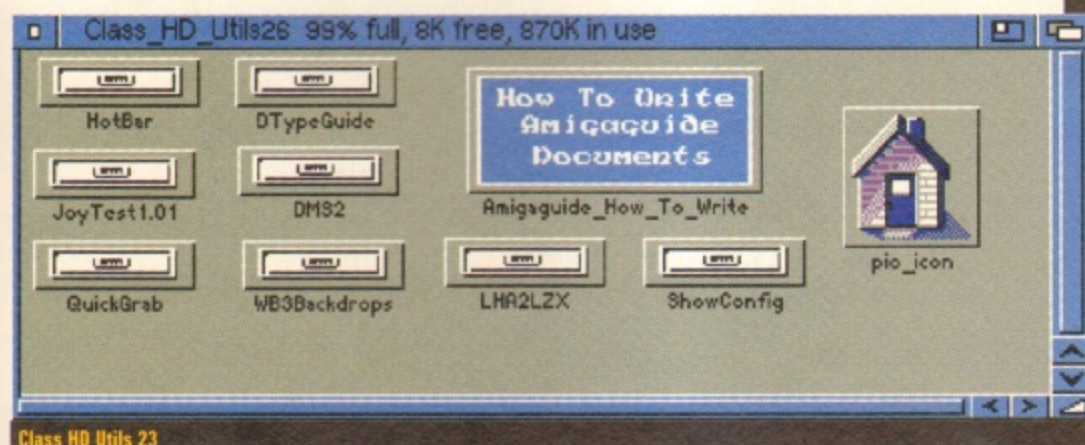 Class_HD_Utils26 99% full, 8K free, 870K in use
HotBar
DTypeGuide
How To Write
Amigaguide
Documents
Amigaguide_How_To_Write
pio_icon
JoyTest1.01
DMS2
QuickGrab
WB3Backdrops
LHA2LZX
ShowConfig
Class HD Utils 23